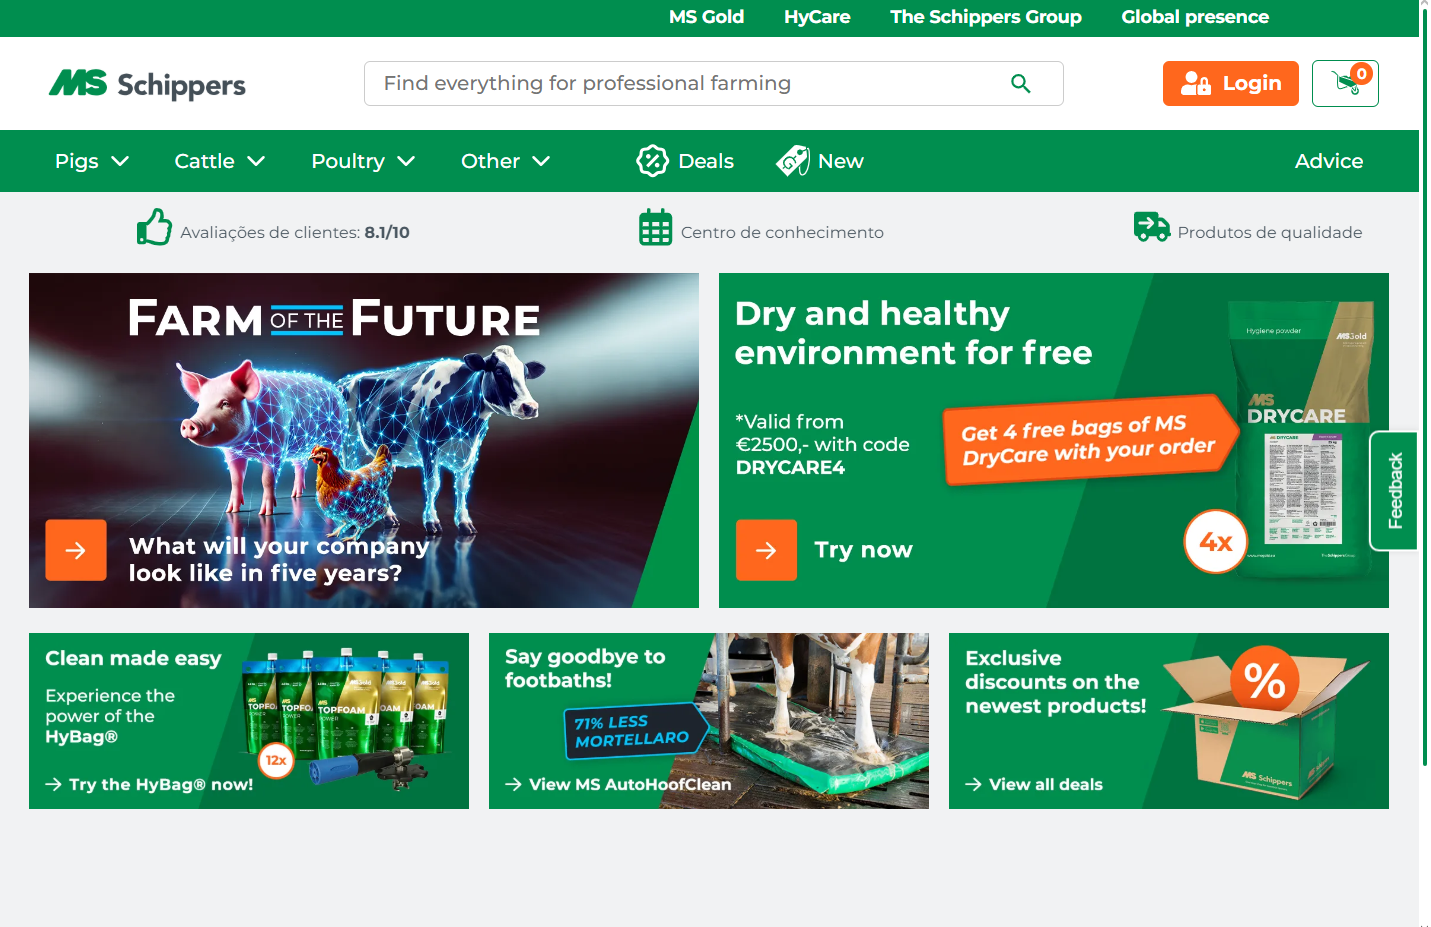 MS Gold HyCare The Schippers Group Global presence
MS Schippers
Find everything for professional farming
Login
0
Pigs Cattle Poultry Other Deals New Advice
Avaliações de clientes: 8.1/10
Centro de conhecimento
Produtos de qualidade
FARM OF THE FUTURE
What will your company
look like in five years?
Dry and healthy
environment for free
*Valid from
€2500,- with code
DRYCARE4
Get 4 free bags of MS
DryCare with your order
Try now
4x
Hygiene powder
MS Gold
MS
DRYCARE
MS DRYCARE
Feedback
Clean made easy
Experience the
power of the
HyBag®
12x
Try the HyBag® now!
MS
TOPFOAM
POWER
Say goodbye to
footbaths!
71% LESS
MORTELLARO
View MS AutoHoofClean
Exclusive
discounts on the
newest products!
%
MS Schippers
View all deals